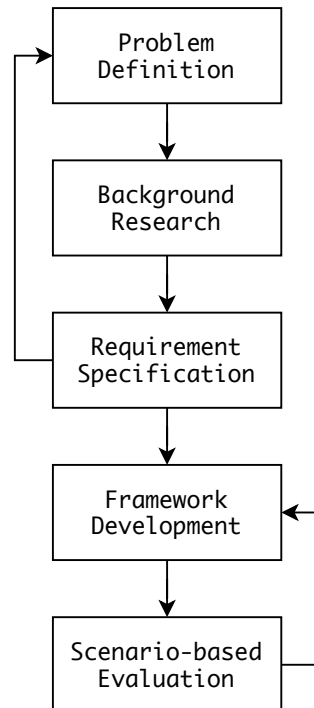 Problem
Definition
Background
Research
Requirement
Specification
Framework
Development
Scenario-based
Evaluation